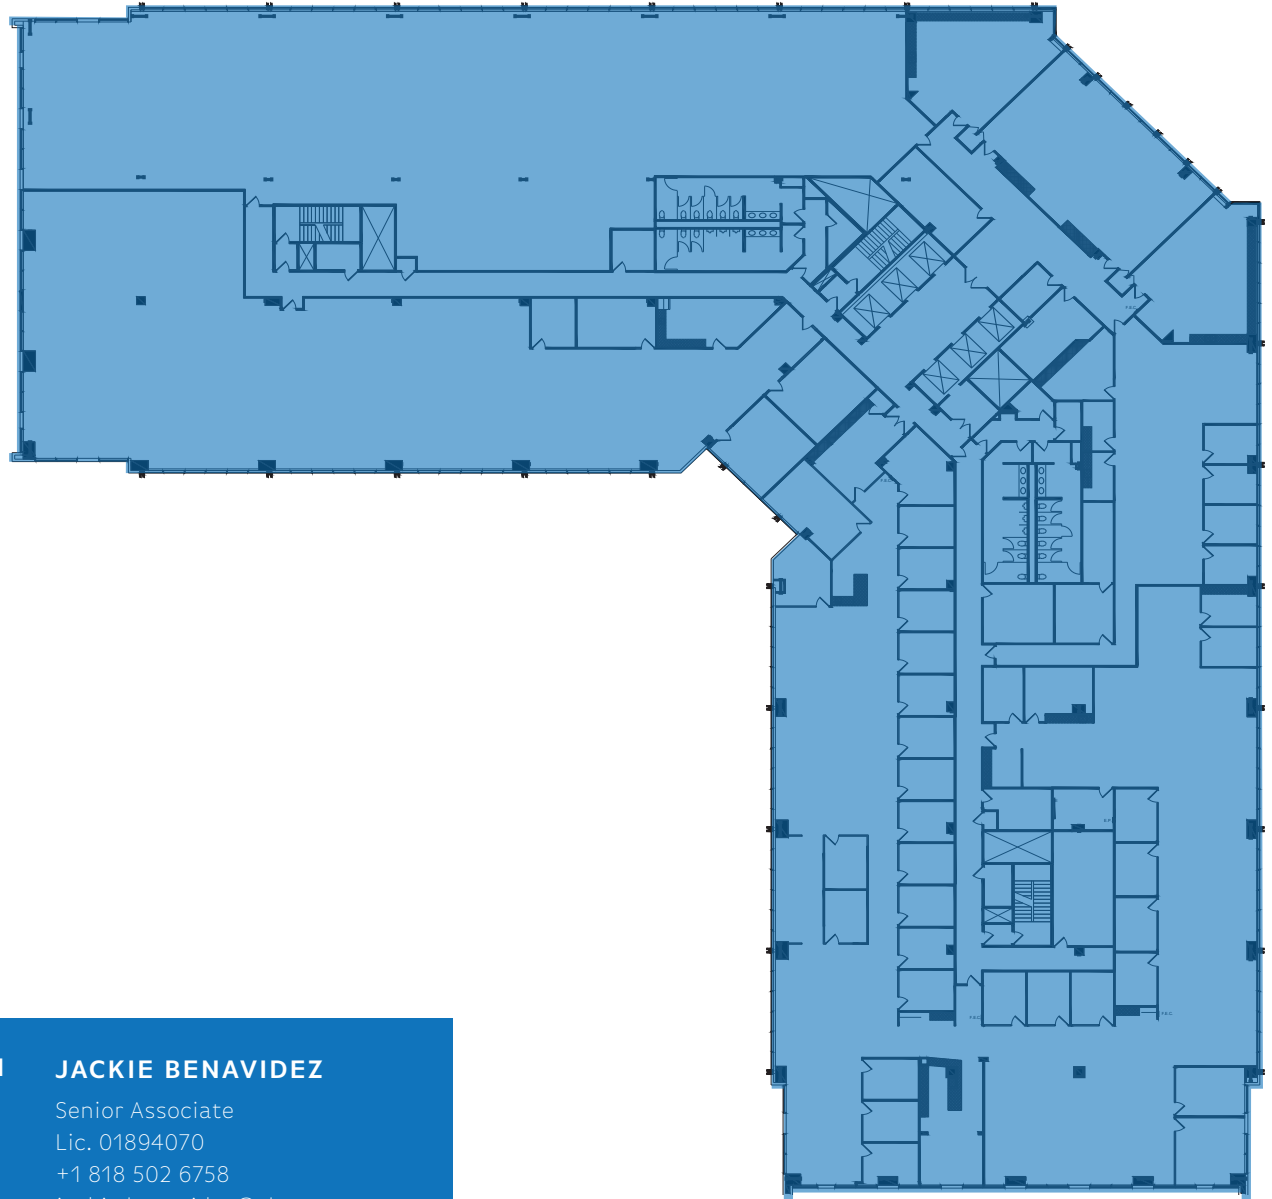 JACKIE BENAVIDEZ
Senior Associate
Lic. 01894070
+1 818 502 6758